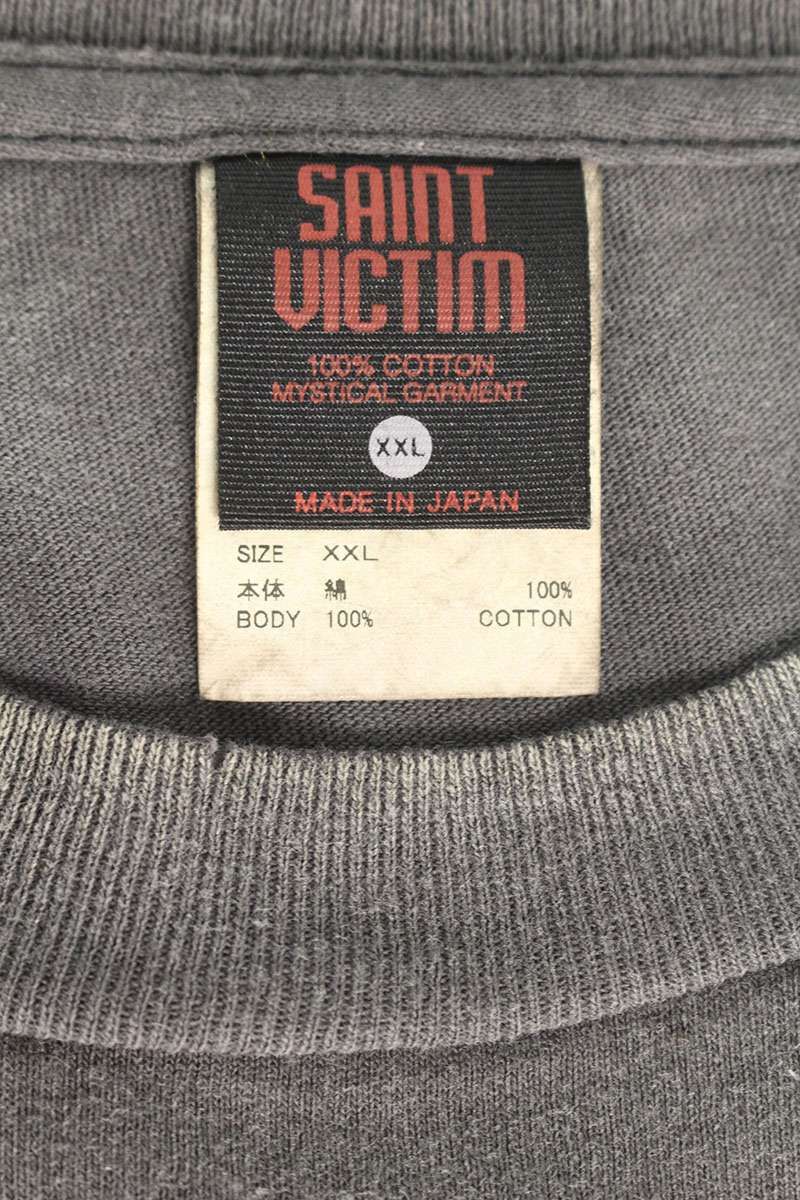 SAINT
VICTIM
100% COTTON
MYSTICAL GARMENT
XXL
MADE IN JAPAN
SIZE XXL
本体 綿 100%
BODY 100% COTTON